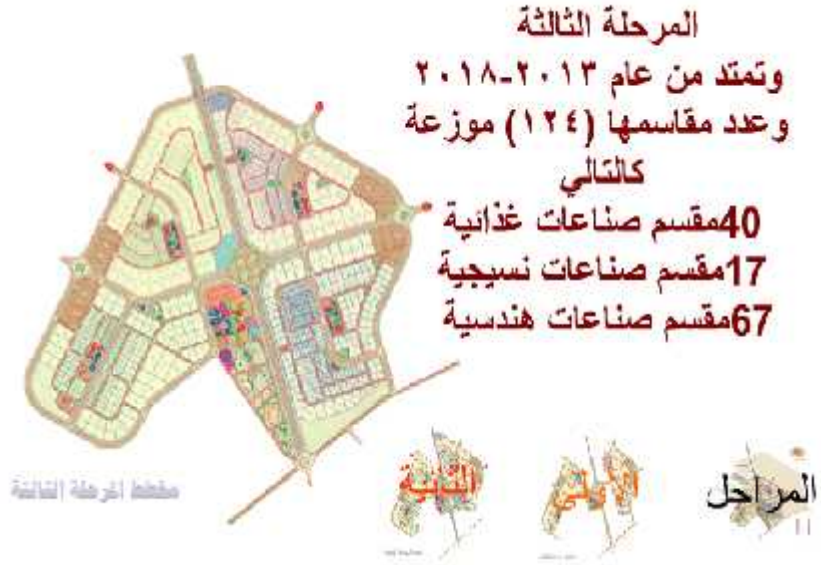 المرحلة الثالثة
وتمتد من عام ٢٠١٣-٢٠١٨
وعدد مقاسمها (١٢٤) موزعة
كالتالي
40مقسم صناعات غذائية
17مقسم صناعات نسيجية
67مقسم صناعات هندسية
مخطط المرحلة الثالثة
المراحل
الأولى
الثانية